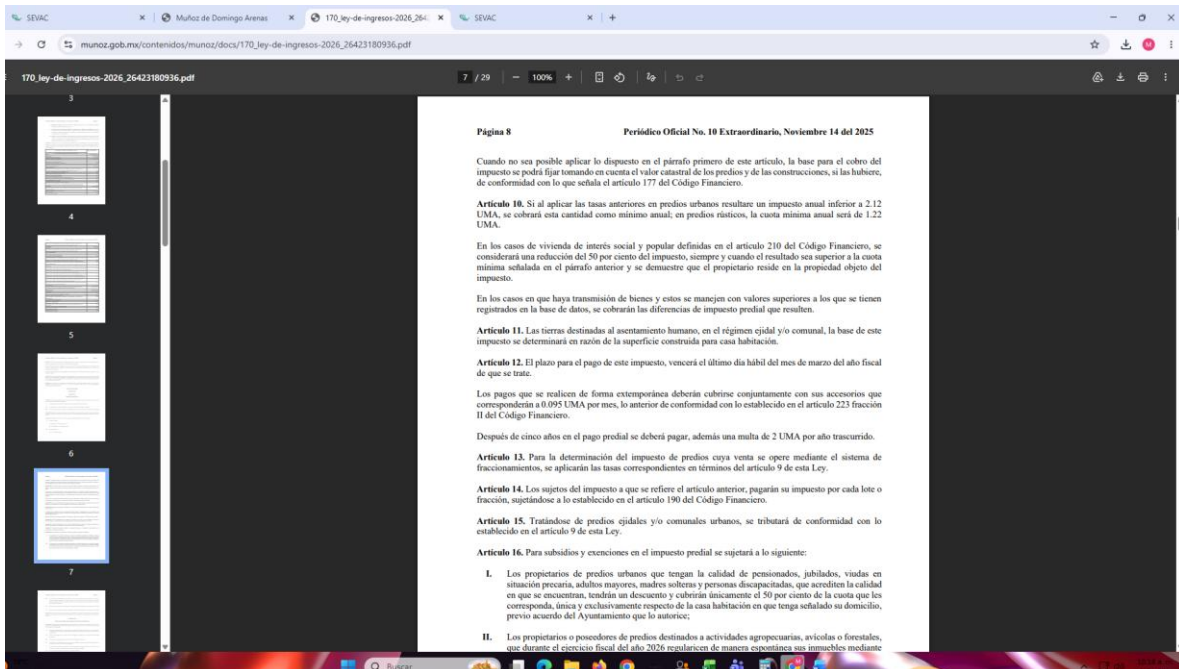 SEVAC
Muñoz de Domingo Arenas
170_ley-de-ingresos-2026_264
SEVAC
munoz.gob.mx/contenidos/munoz/docs/170_ley-de-ingresos-2026_26423180936.pdf
170_ley-de-ingresos-2026_26423180936.pdf
7 / 29
100%
3
4
5
6
7
Página 8 Periódico Oficial No. 10 Extraordinario, Noviembre 14 del 2025
Cuando no sea posible aplicar lo dispuesto en el párrafo primero de este artículo, la base para el cobro del
impuesto se podrá fijar tomando en cuenta el valor catastral de los predios y de las construcciones, si las hubiere,
de conformidad con lo que señala el artículo 177 del Código Financiero.
Artículo 10. Si al aplicar las tasas anteriores en predios urbanos resultare un impuesto anual inferior a 2.12
UMA, se cobrará esta cantidad como mínimo anual; en predios rústicos, la cuota mínima anual será de 1.22
UMA.
En los casos de vivienda de interés social y popular definidas en el artículo 210 del Código Financiero, se
considerará una reducción del 50 por ciento del impuesto, siempre y cuando el resultado sea superior a la cuota
mínima señalada en el párrafo anterior y se demuestre que el propietario reside en la propiedad objeto del
impuesto.
En los casos en que haya transmisión de bienes y estos se manejen con valores superiores a los que se tienen
registrados en la base de datos, se cobrarán las diferencias de impuesto predial que resulten.
Artículo 11. Las tierras destinadas al asentamiento humano, en el régimen ejidal y/o comunal, la base de este
impuesto se determinará en razón de la superficie construida para casa habitación.
Artículo 12. El plazo para el pago de este impuesto, vencerá el último día hábil del mes de marzo del año fiscal
de que se trate.
Los pagos que se realicen de forma extemporánea deberán cubrirse conjuntamente con sus accesorios que
corresponderán a 0.095 UMA por mes, lo anterior de conformidad con lo establecido en el artículo 223 fracción
II del Código Financiero.
Después de cinco años en el pago predial se deberá pagar, además una multa de 2 UMA por año trascurrido.
Artículo 13. Para la determinación del impuesto de predios cuya venta se opere mediante el sistema de
fraccionamientos, se aplicarán las tasas correspondientes en términos del artículo 9 de esta Ley.
Artículo 14. Los sujetos del impuesto a que se refiere el artículo anterior, pagarán su impuesto por cada lote o
fracción, sujetándose a lo establecido en el artículo 190 del Código Financiero.
Artículo 15. Tratándose de predios ejidales y/o comunales urbanos, se tributará de conformidad con lo
establecido en el artículo 9 de esta Ley.
Artículo 16. Para subsidios y exenciones en el impuesto predial se sujetará a lo siguiente:
I. Los propietarios de predios urbanos que tengan la calidad de pensionados, jubilados, viudas en
situación precaria, adultos mayores, madres solteras y personas discapacitadas, que acrediten la calidad
en que se encuentran, tendrán un descuento y cubrirán únicamente el 50 por ciento de la cuota que les
corresponda, única y exclusivamente respecto de la casa habitación en que tenga señalado su domicilio,
previo acuerdo del Ayuntamiento que lo autorice;
II. Los propietarios o poseedores de predios destinados a actividades agropecuarias, avícolas o forestales,
que durante el ejercicio fiscal del año 2026 regularicen de manera espontánea sus inmuebles mediante
Buscar